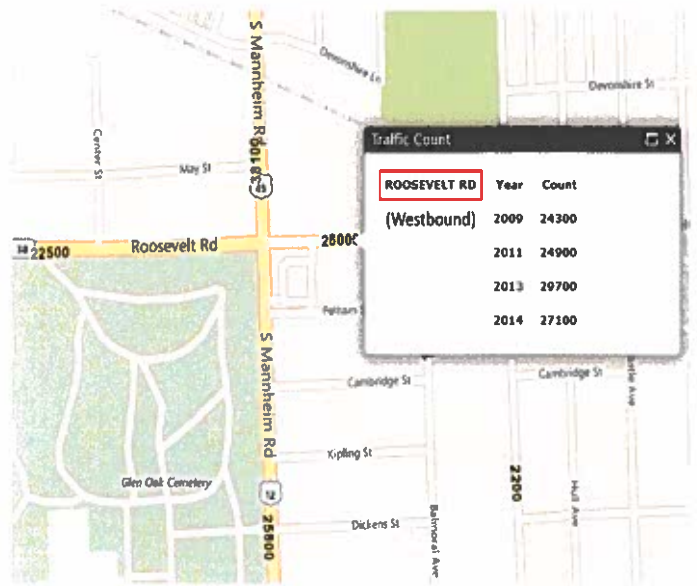 S Mannheim Rd
Devonshire Ln
Devonshire St
Center St
May St
33100
45
Traffic Count
ROOSEVELT RD Year Count
(Westbound) 2009 24300
2011 24900
2013 29700
2014 27100
38
22500
Roosevelt Rd
S Mannheim Rd
Cambridge St
Cambridge St
Kipling St
Glen Oak Cemetery
12
25800
Dickens St
Balmoral Ave
2200
Hull Ave